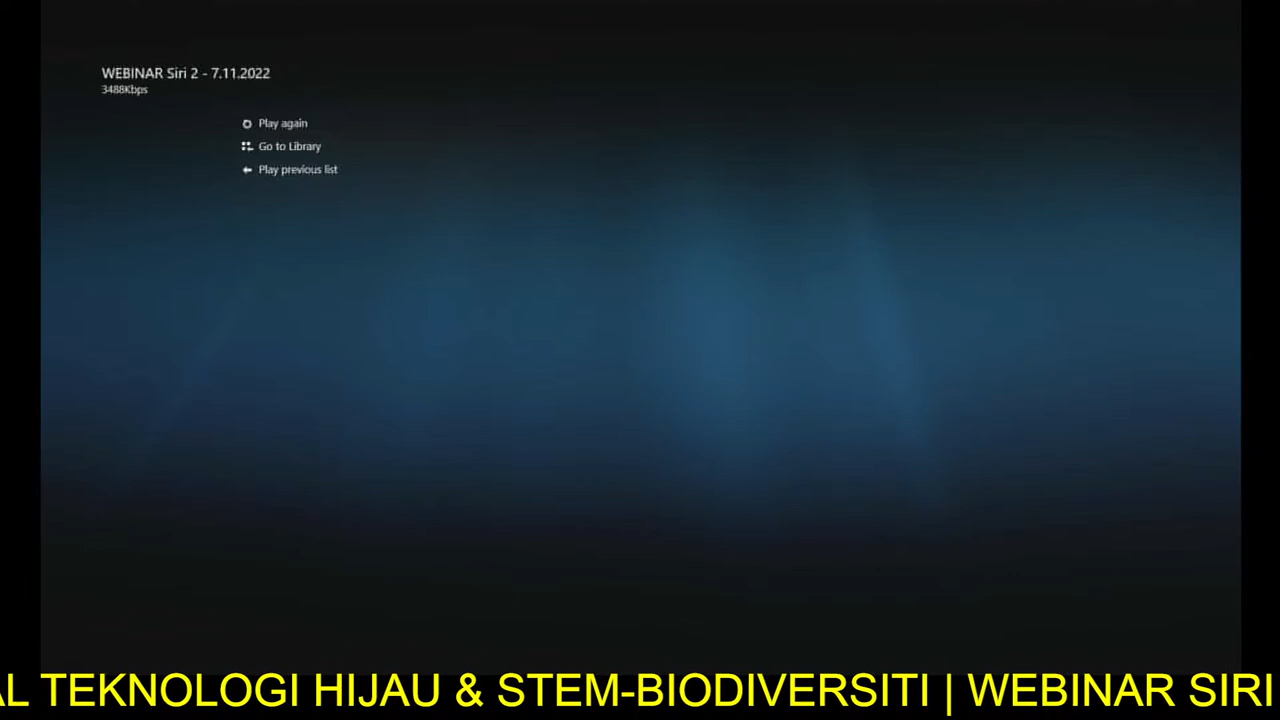 WEBINAR Siri 2 - 7.11.2022
3488Kbps
Play again
Go to Library
Play previous list
AL TEKNOLOGI HIJAU & STEM-BIODIVERSITI | WEBINAR SIRI